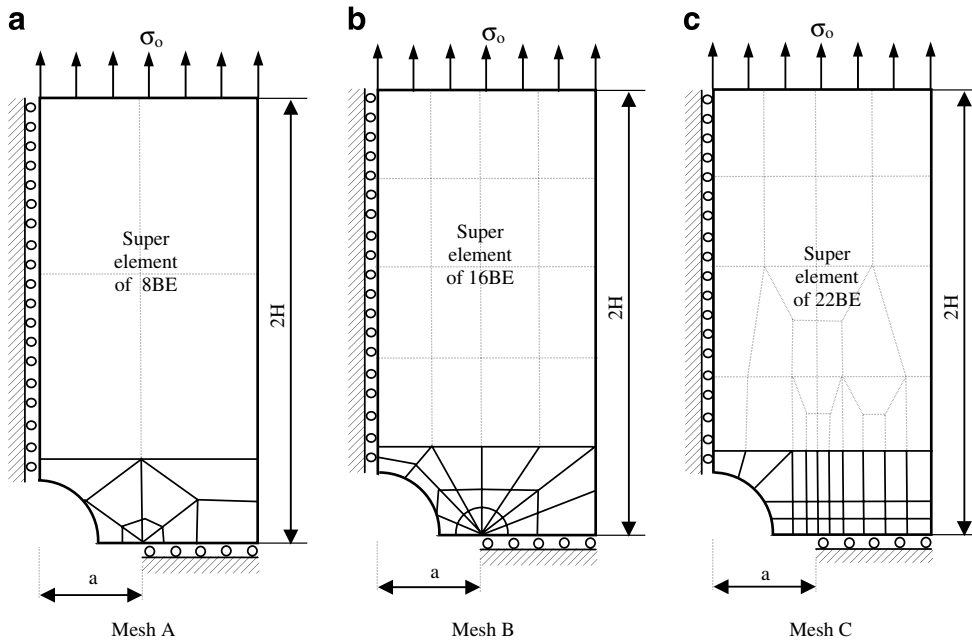 a
σo
Super
element
of 8BE
2H
a
Mesh A
b
σo
Super
element
of 16BE
2H
a
Mesh B
c
σo
Super
element
of 22BE
2H
a
Mesh C